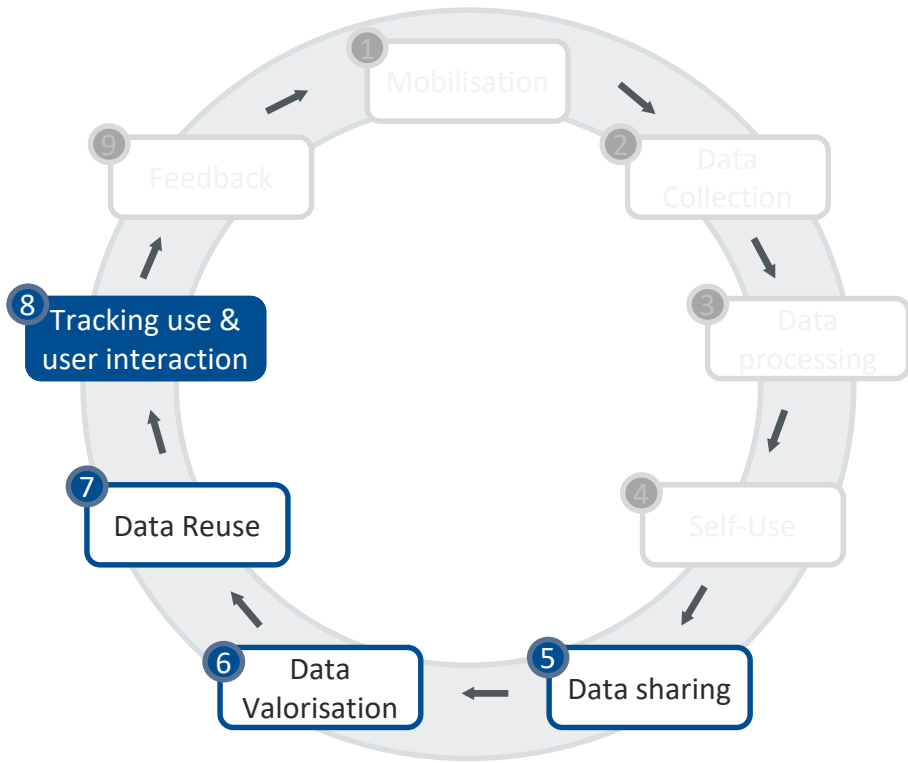 1
Mobilisation
2
Data
Collection
3
Data
processing
4
Self-Use
5
Data sharing
6
Data
Valorisation
7
Data Reuse
8
Tracking use &
user interaction
9
Feedback